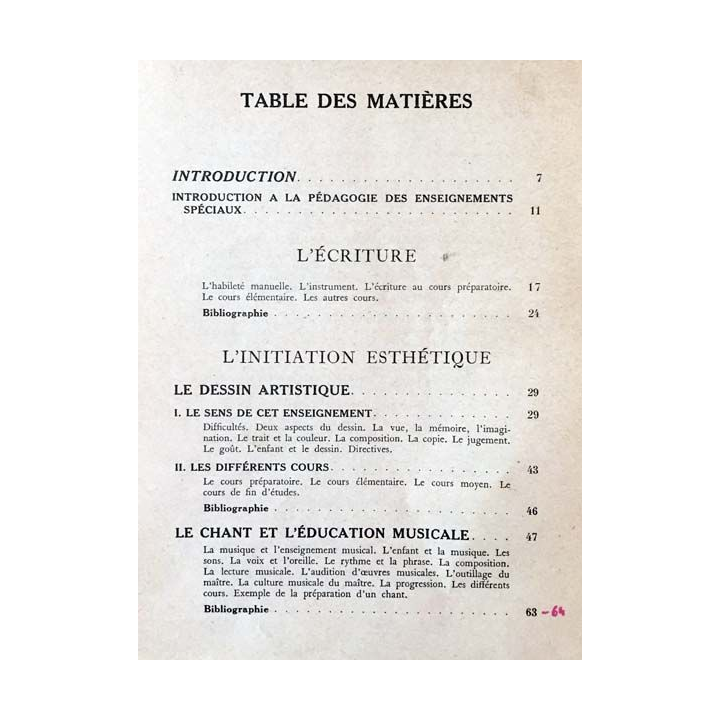 TABLE DES MATIÈRES
INTRODUCTION. . . . . . . . . . . . . . . . . . 7
INTRODUCTION A LA PÉDAGOGIE DES ENSEIGNEMENTS
SPÉCIAUX. . . . . . . . . . . . . . . . . . . . . . 11
L'ÉCRITURE
L'habileté manuelle. L'instrument. L'écriture au cours préparatoire. 17
Le cours élémentaire. Les autres cours.
Bibliographie . . . . . . . . . . . . . . . . . . . 24
L'INITIATION ESTHÉTIQUE
LE DESSIN ARTISTIQUE. . . . . . . . . . . . . 29
I. LE SENS DE CET ENSEIGNEMENT. . . . . . . . . . . 29
Difficultés. Deux aspects du dessin. La vue, la mémoire, l'imagi-
nation. Le trait et la couleur. La composition. La copie. Le jugement.
Le goût. L'enfant et le dessin. Directives.
II. LES DIFFÉRENTS COURS. . . . . . . . . . . . . . . 43
Le cours préparatoire. Le cours élémentaire. Le cours moyen. Le
cours de fin d'études.
Bibliographie . . . . . . . . . . . . . . . . . . . 46
LE CHANT ET L'ÉDUCATION MUSICALE. . . . 47
La musique et l'enseignement musical. L'enfant et la musique. Les
sons. La voix et l'oreille. Le rythme et la phrase. La composition.
La lecture musicale. L'audition d'œuvres musicales. L'outillage du
maître. La culture musicale du maître. La progression. Les différents
cours. Exemple de la préparation d'un chant.
Bibliographie . . . . . . . . . . . . . . . . . . . 63 - 64